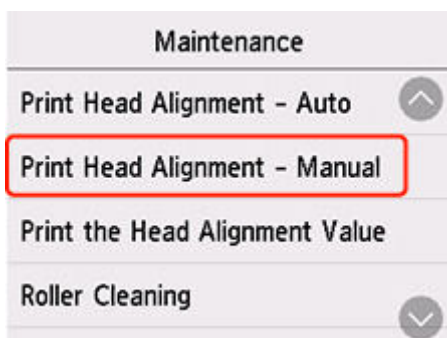 Maintenance
Print Head Alignment - Auto
Print Head Alignment - Manual
Print the Head Alignment Value
Roller Cleaning